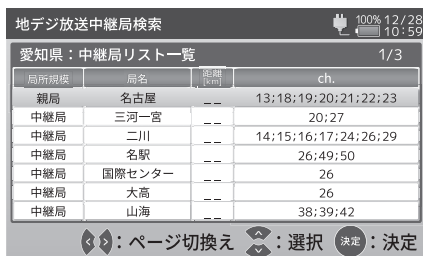 地デジ放送中継局検索 100% 12/28
10:59
愛知県：中継局リスト一覧 1/3
局所規模 局名 距離[km] ch.
親局 名古屋 _ _ 13;18;19;20;21;22;23
中継局 三河一宮 _ _ 20;27
中継局 二川 _ _ 14;15;16;17;24;26;29
中継局 名駅 _ _ 26;49;50
中継局 国際センター _ _ 26
中継局 大高 _ _ 26
中継局 山海 _ _ 38;39;42
：ページ切換え ：選択 決定：決定